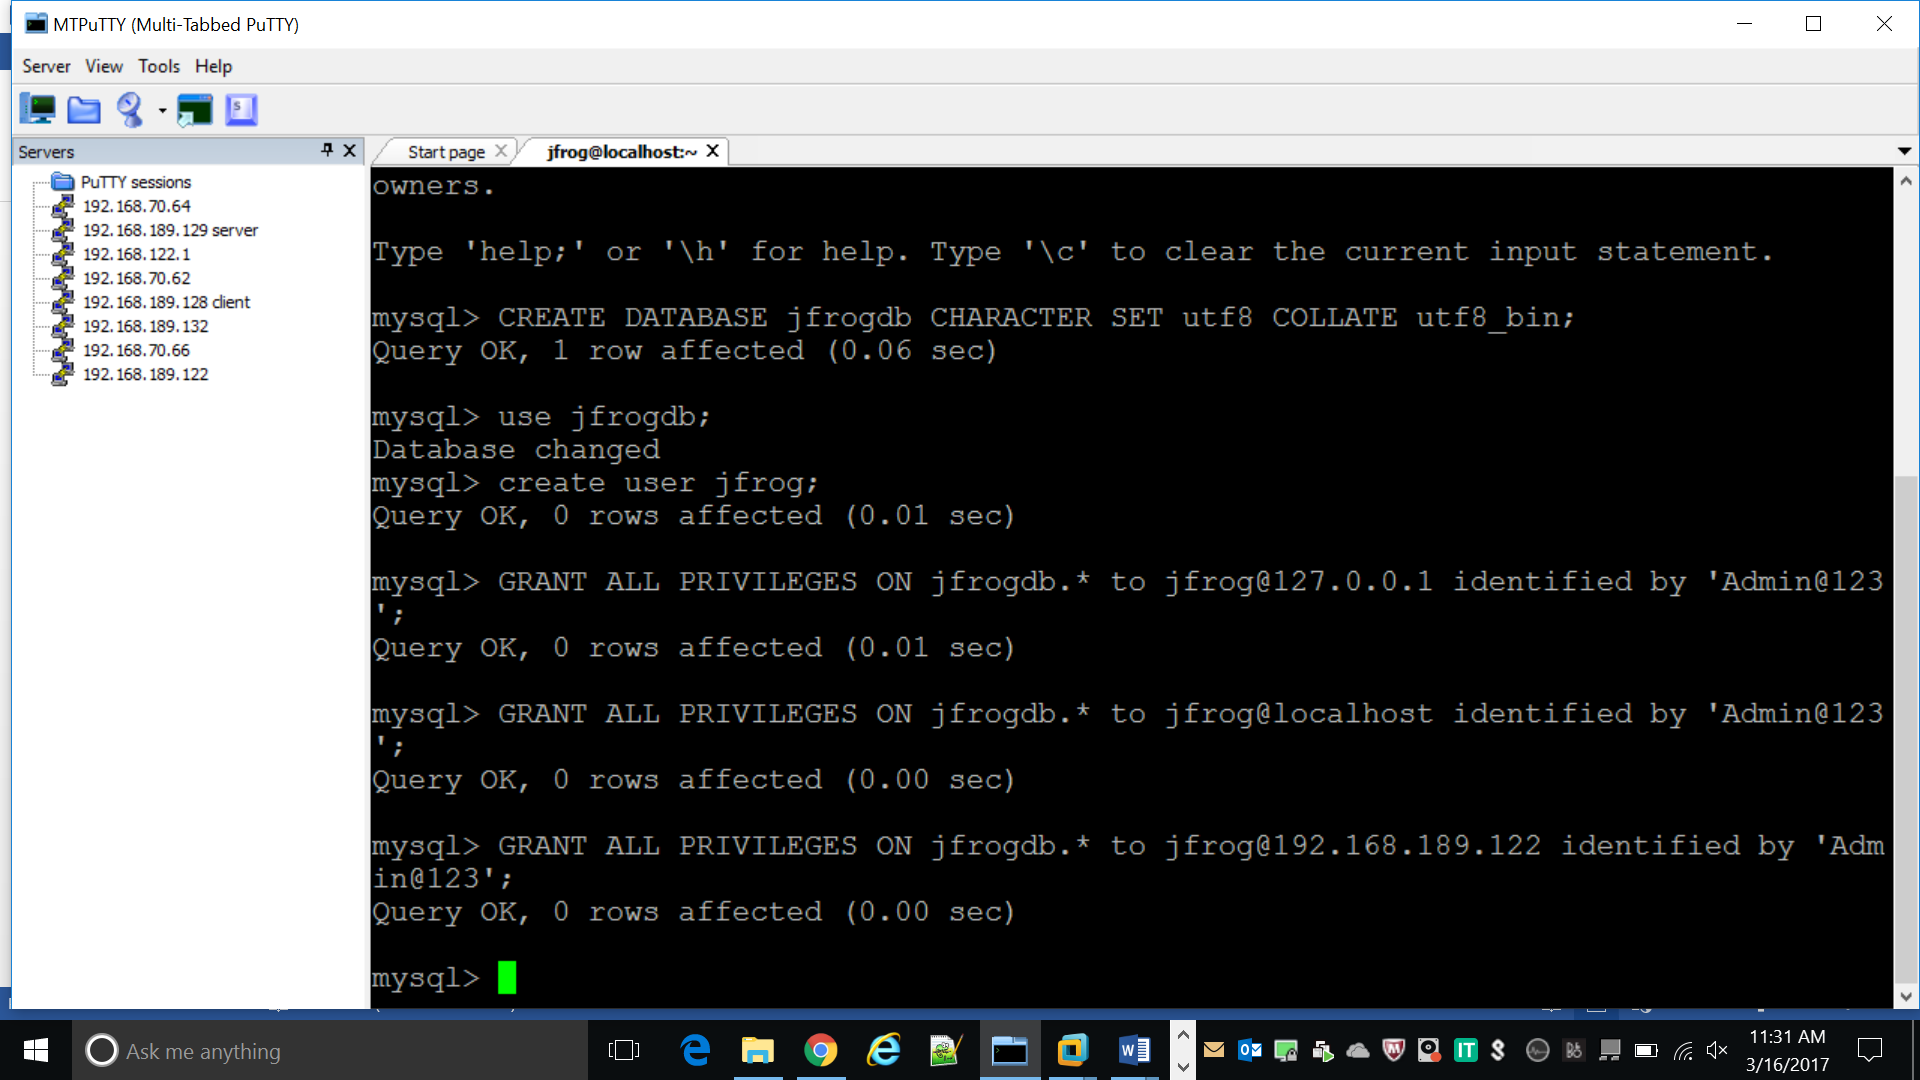 MTPuTTY (Multi-Tabbed PuTTY)
Server View Tools Help
Servers
PuTTY sessions
192.168.70.64
192.168.189.129 server
192.168.122.1
192.168.70.62
192.168.189.128 client
192.168.189.132
192.168.70.66
192.168.189.122
Start page
jfrog@localhost:~
owners.
Type 'help;' or '\h' for help. Type '\c' to clear the current input statement.
mysql> CREATE DATABASE jfrogdb CHARACTER SET utf8 COLLATE utf8_bin;
Query OK, 1 row affected (0.06 sec)
mysql> use jfrogdb;
Database changed
mysql> create user jfrog;
Query OK, 0 rows affected (0.01 sec)
mysql> GRANT ALL PRIVILEGES ON jfrogdb.* to jfrog@127.0.0.1 identified by 'Admin@123
';
Query OK, 0 rows affected (0.01 sec)
mysql> GRANT ALL PRIVILEGES ON jfrogdb.* to jfrog@localhost identified by 'Admin@123
';
Query OK, 0 rows affected (0.00 sec)
mysql> GRANT ALL PRIVILEGES ON jfrogdb.* to jfrog@192.168.189.122 identified by 'Adm
in@123';
Query OK, 0 rows affected (0.00 sec)
mysql>
Ask me anything
11:31 AM
3/16/2017